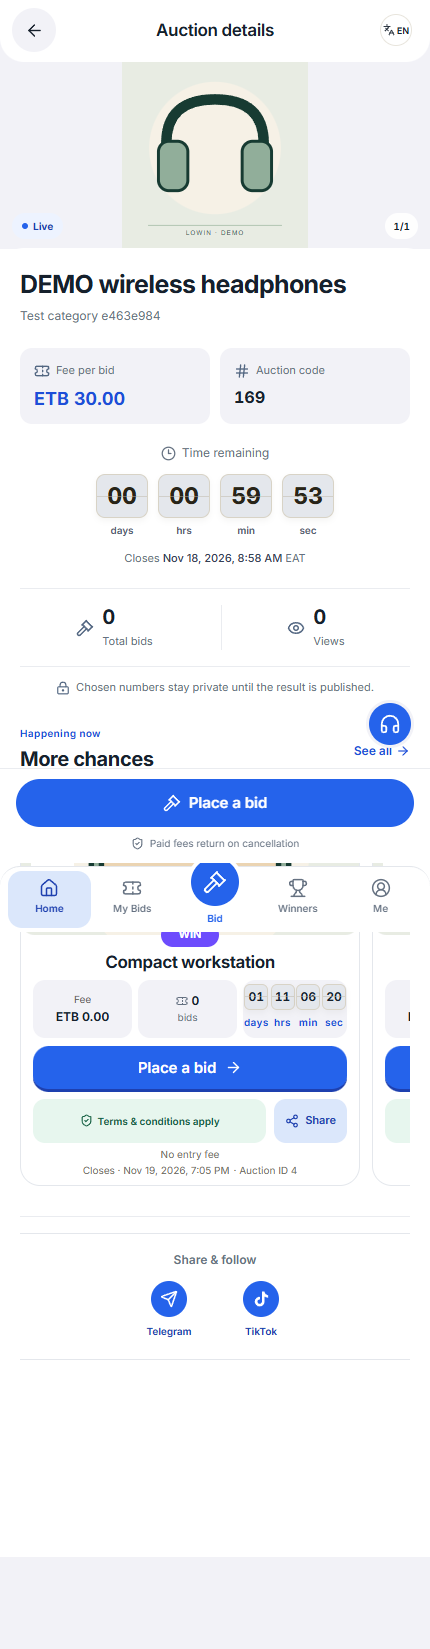 Auction details
EN
Live
LOWIN · DEMO
1/1
DEMO wireless headphones
Test category e463e984
Fee per bid
ETB 30.00
Auction code
169
Time remaining
00 00 59 53
days hrs min sec
Closes Nov 18, 2026, 8:58 AM EAT
0
Total bids
0
Views
Chosen numbers stay private until the result is published.
Happening now
More chances
See all
Place a bid
Paid fees return on cancellation
Home
My Bids
Bid
Winners
Me
WIN
Compact workstation
Fee
ETB 0.00
0
bids
01 11 06 20
days hrs min sec
Place a bid
Terms & conditions apply
Share
No entry fee
Closes · Nov 19, 2026, 7:05 PM · Auction ID 4
Share & follow
Telegram
TikTok